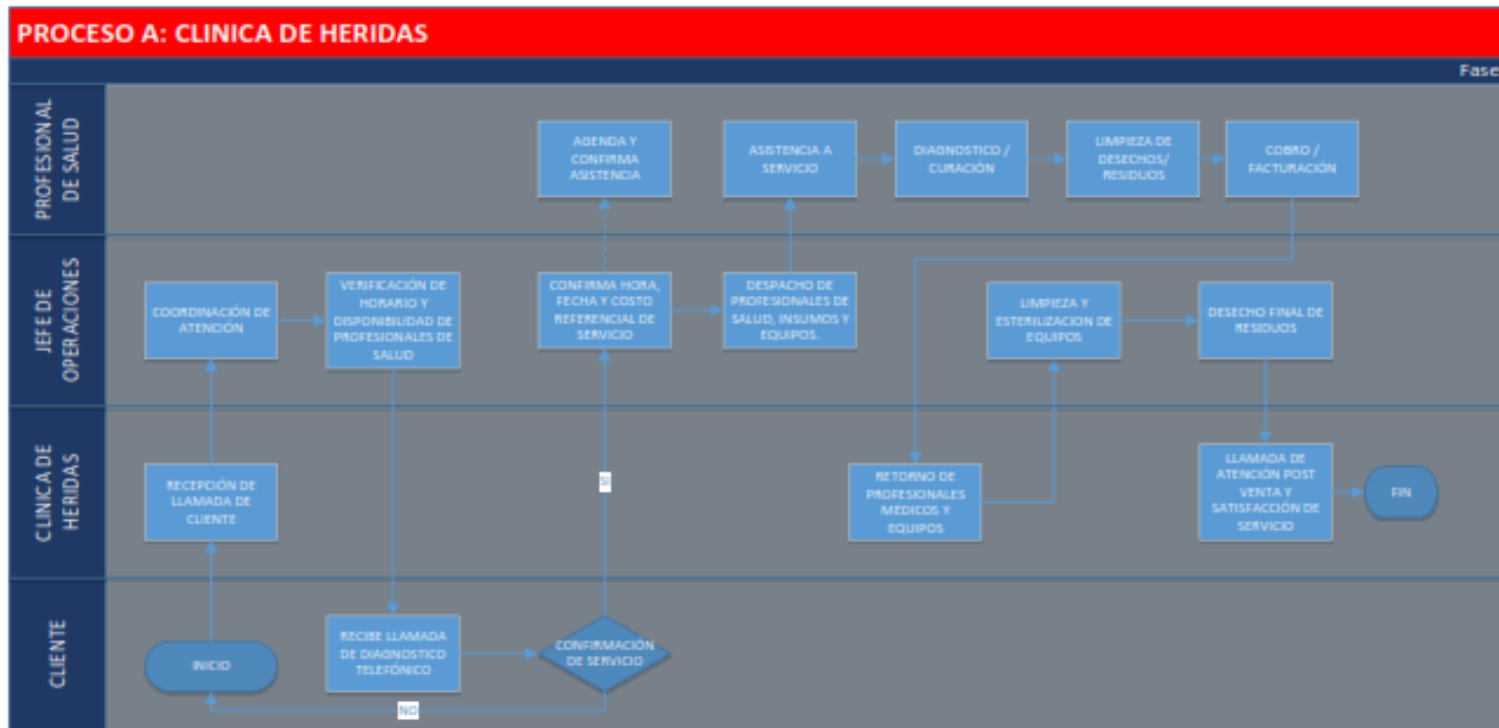 PROCESO A: CLINICA DE HERIDAS
Fase
PROFESIONAL
DE SALUD
AGENDA Y
CONFIRMA
ASISTENCIA
ASISTENCIA A
SERVICIO
DIAGNOSTICO /
CURACIÓN
LIMPIEZA DE
DESECHOS/
RESIDUOS
COBRO /
FACTURACIÓN
JEFE DE
OPERACIONES
COORDINACIÓN DE
ATENCIÓN
VERIFICACIÓN DE
HORARIO Y
DISPONIBILIDAD DE
PROFESIONALES DE
SALUD
CONFIRMA HORA,
FECHA Y COSTO
REFERENCIAL DE
SERVICIO
DESPACHO DE
PROFESIONALES DE
SALUD, INSUMOS Y
EQUIPOS.
LIMPIEZA Y
ESTERILIZACION DE
EQUIPOS
DESECHO FINAL DE
RESIDUOS
CLINICA DE
HERIDAS
RECEPCIÓN DE
LLAMADA DE
CLIENTE
SI
RETORNO DE
PROFESIONALES
MÉDICOS Y
EQUIPOS
LLAMADA DE
ATENCIÓN POST
VENTA Y
SATISFACCIÓN DE
SERVICIO
FIN
CLIENTE
INICIO
RECIBE LLAMADA
DE DIAGNOSTICO
TELEFÓNICO
CONFIRMACIÓN
DE SERVICIO
NO